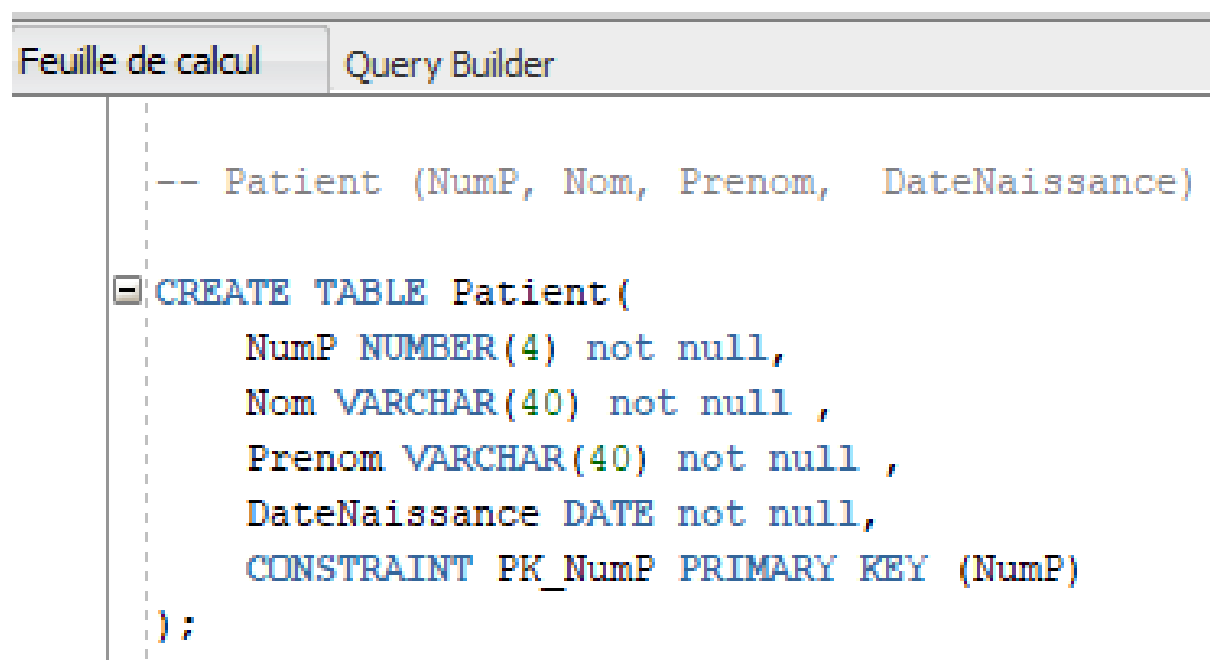 Feuille de calcul Query Builder
-- Patient (NumP, Nom, Prenom, DateNaissance)
CREATE TABLE Patient(
NumP NUMBER(4) not null,
Nom VARCHAR(40) not null ,
Prenom VARCHAR(40) not null ,
DateNaissance DATE not null,
CONSTRAINT PK_NumP PRIMARY KEY (NumP)
);